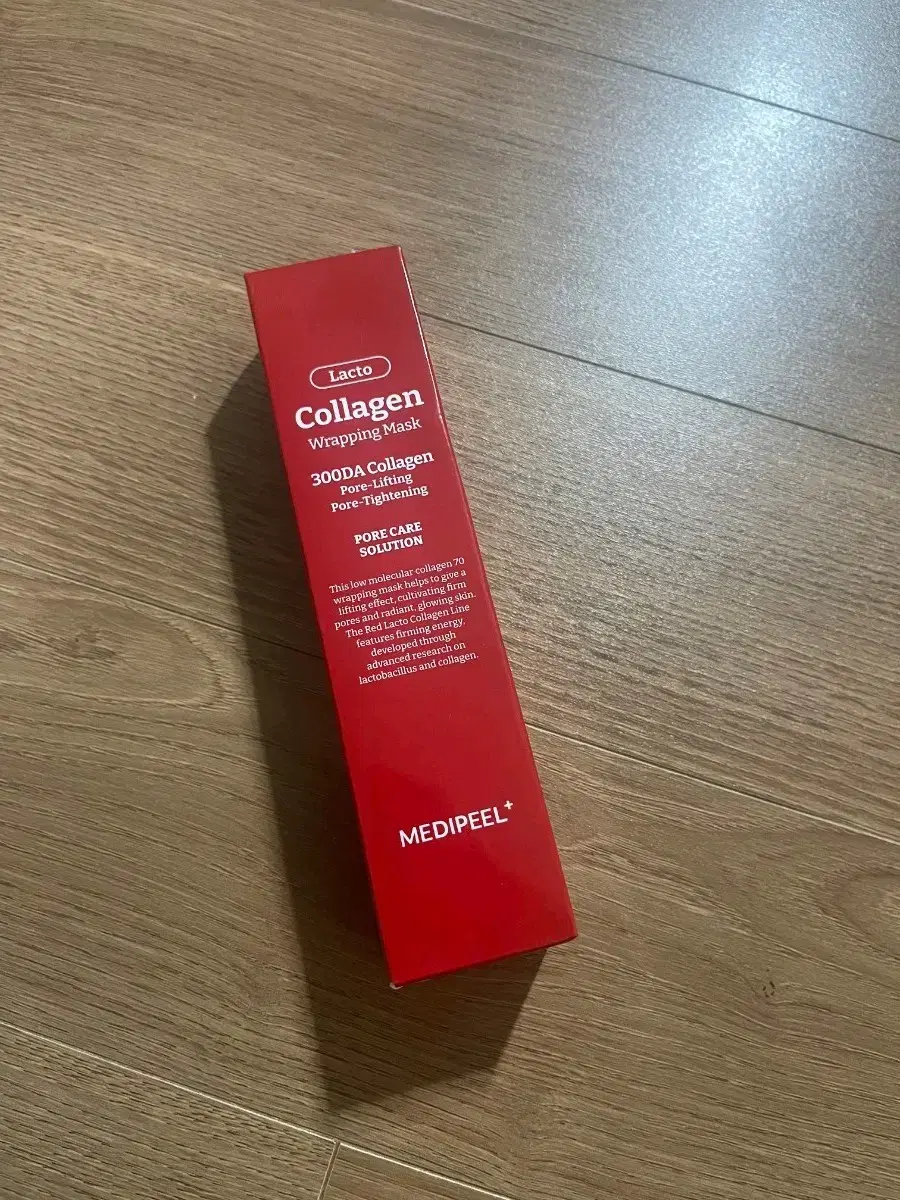 Lacto
Collagen
Wrapping Mask
300DA Collagen
Pore-Lifting
Pore-Tightening
PORE CARE
SOLUTION
This low molecular collagen 70
wrapping mask helps to give a
lifting effect, cultivating firm
pores and radiant, glowing skin.
The Red Lacto Collagen Line
features firming energy,
developed through
advanced research on
lactobacillus and collagen.
MEDIPEEL+